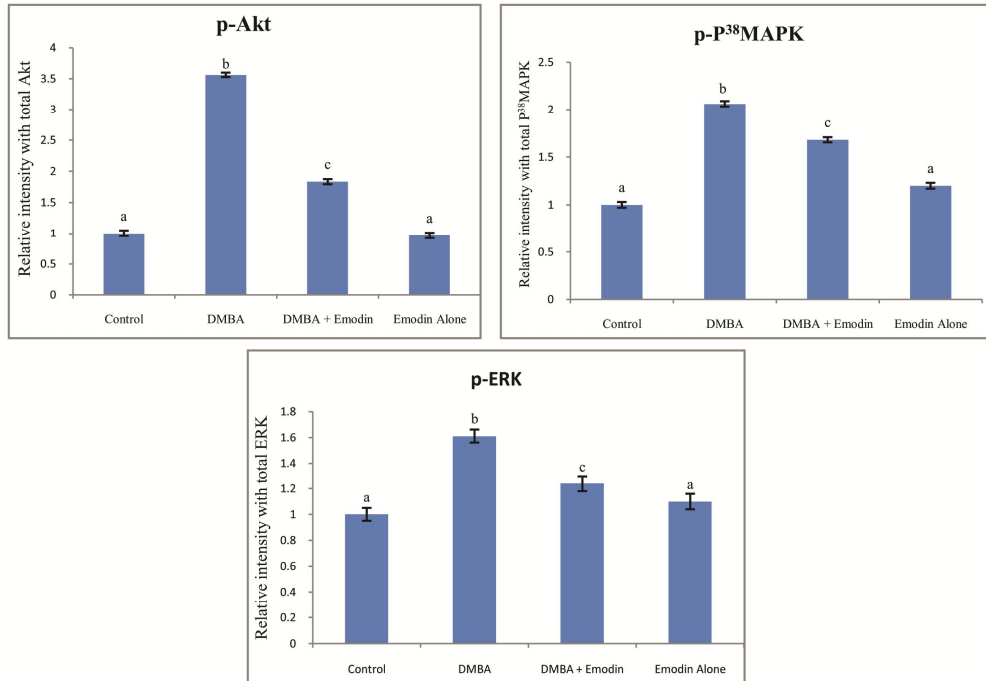 p-Akt
Relative intensity with total Akt
4
3.5
3
2.5
2
1.5
1
0.5
0
a
b
c
a
Control DMBA DMBA + Emodin Emodin Alone
p-P³⁸MAPK
Relative intensity with total P³⁸MAPK
2.5
2
1.5
1
0.5
0
a
b
c
a
Control DMBA DMBA + Emodin Emodin Alone
p-ERK
Relative intensity with total ERK
1.8
1.6
1.4
1.2
1
0.8
0.6
0.4
0.2
0
a
b
c
a
Control DMBA DMBA + Emodin Emodin Alone